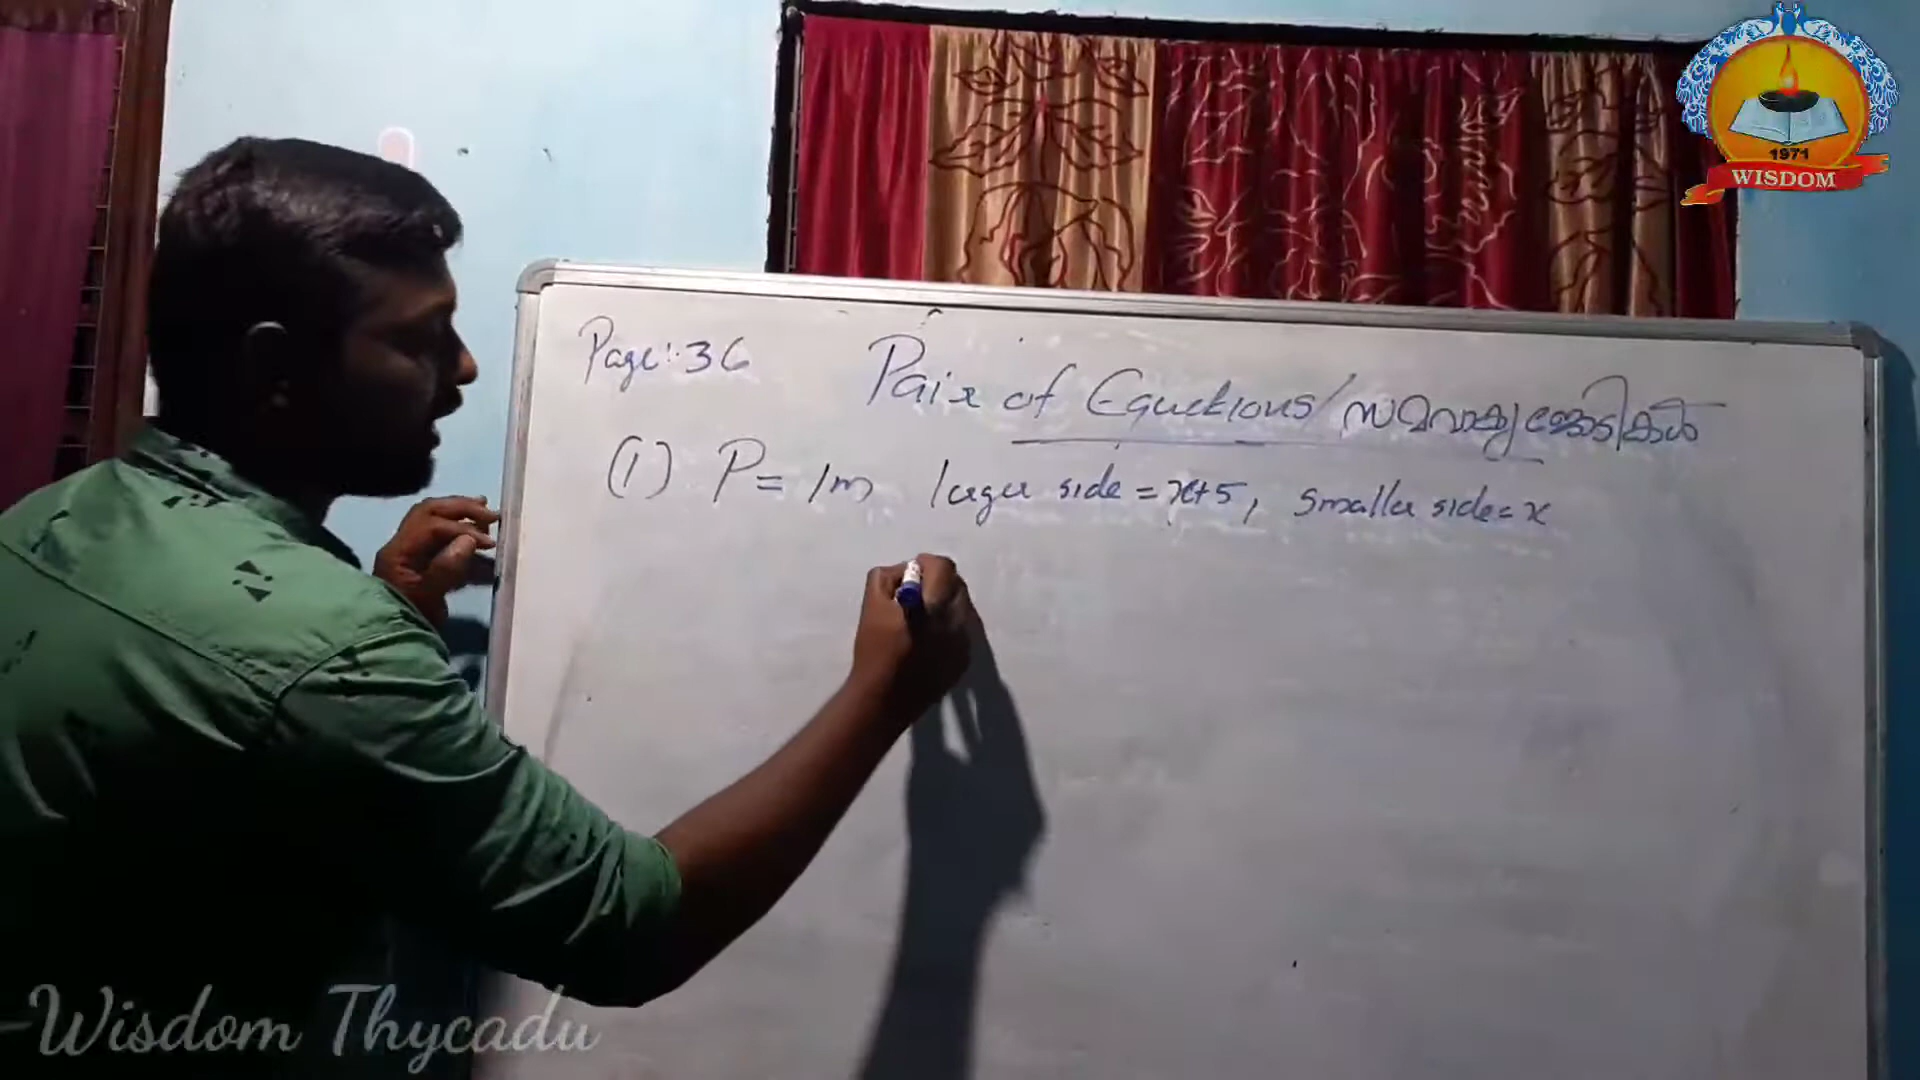 1971
WISDOM
Page:- 36
Pair of Equations/സമവാക്യജോടികൾ
(1) P = 1m larger side = x+5, smaller side = x
Wisdom Thycadu